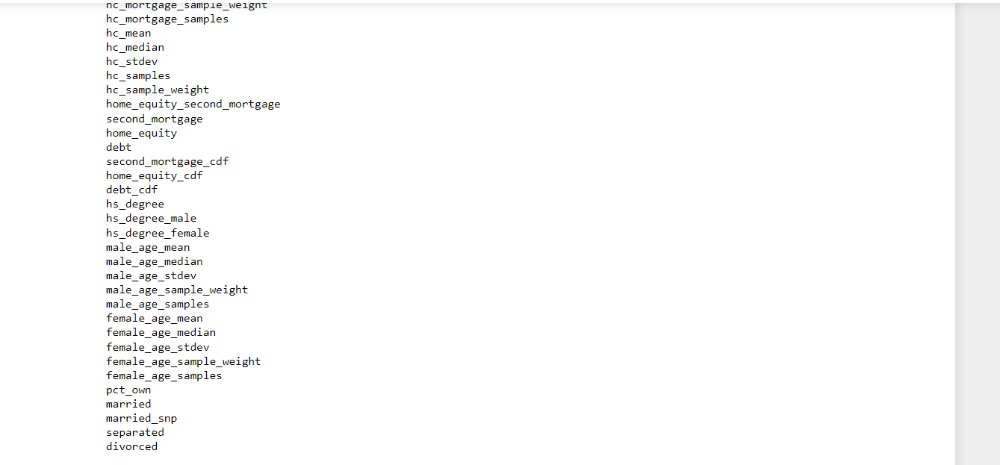 hc_mortgage_sample_weight
hc_mortgage_samples
hc_mean
hc_median
hc_stdev
hc_samples
hc_sample_weight
home_equity_second_mortgage
second_mortgage
home_equity
debt
second_mortgage_cdf
home_equity_cdf
debt_cdf
hs_degree
hs_degree_male
hs_degree_female
male_age_mean
male_age_median
male_age_stdev
male_age_sample_weight
male_age_samples
female_age_mean
female_age_median
female_age_stdev
female_age_sample_weight
female_age_samples
pct_own
married
married_snp
separated
divorced